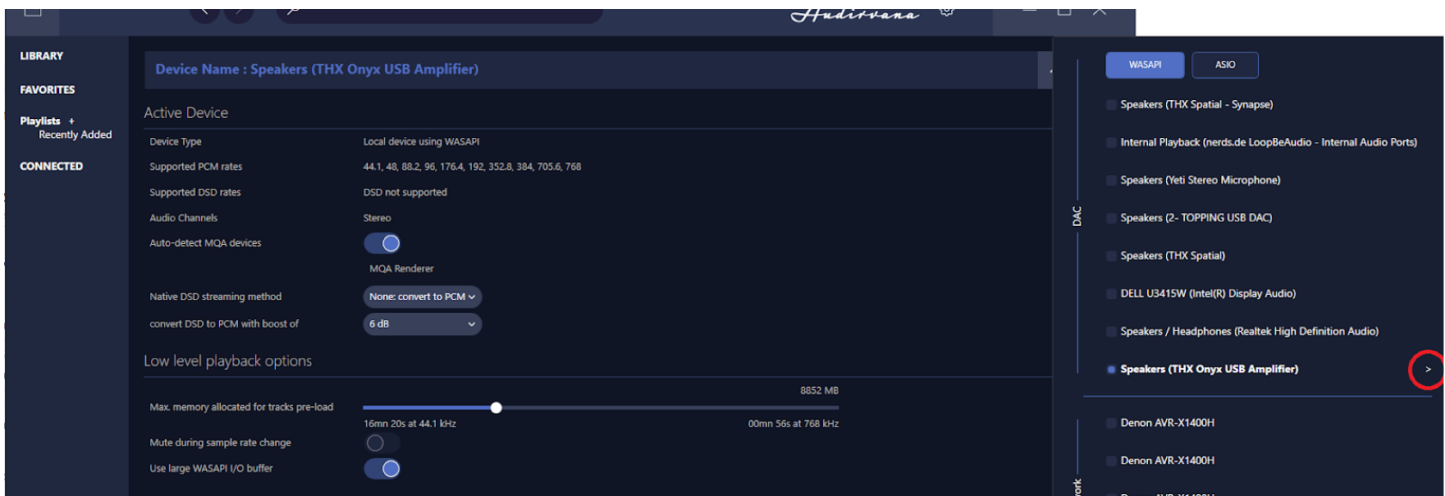 Audirvana
LIBRARY
FAVORITES
Playlists +
Recently Added
CONNECTED
Device Name : Speakers (THX Onyx USB Amplifier)
Active Device
Device Type Local device using WASAPI
Supported PCM rates 44.1, 48, 88.2, 96, 176.4, 192, 352.8, 384, 705.6, 768
Supported DSD rates DSD not supported
Audio Channels Stereo
Auto-detect MQA devices
MQA Renderer
Native DSD streaming method None: convert to PCM
convert DSD to PCM with boost of 6 dB
Low level playback options
8852 MB
Max. memory allocated for tracks pre-load
16mn 20s at 44.1 kHz 00mn 56s at 768 kHz
Mute during sample rate change
Use large WASAPI I/O buffer
WASAPI ASIO
DAC
Speakers (THX Spatial - Synapse)
Internal Playback (nerds.de LoopBeAudio - Internal Audio Ports)
Speakers (Yeti Stereo Microphone)
Speakers (2- TOPPING USB DAC)
Speakers (THX Spatial)
DELL U3415W (Intel(R) Display Audio)
Speakers / Headphones (Realtek High Definition Audio)
Speakers (THX Onyx USB Amplifier) >
Denon AVR-X1400H
Denon AVR-X1400H